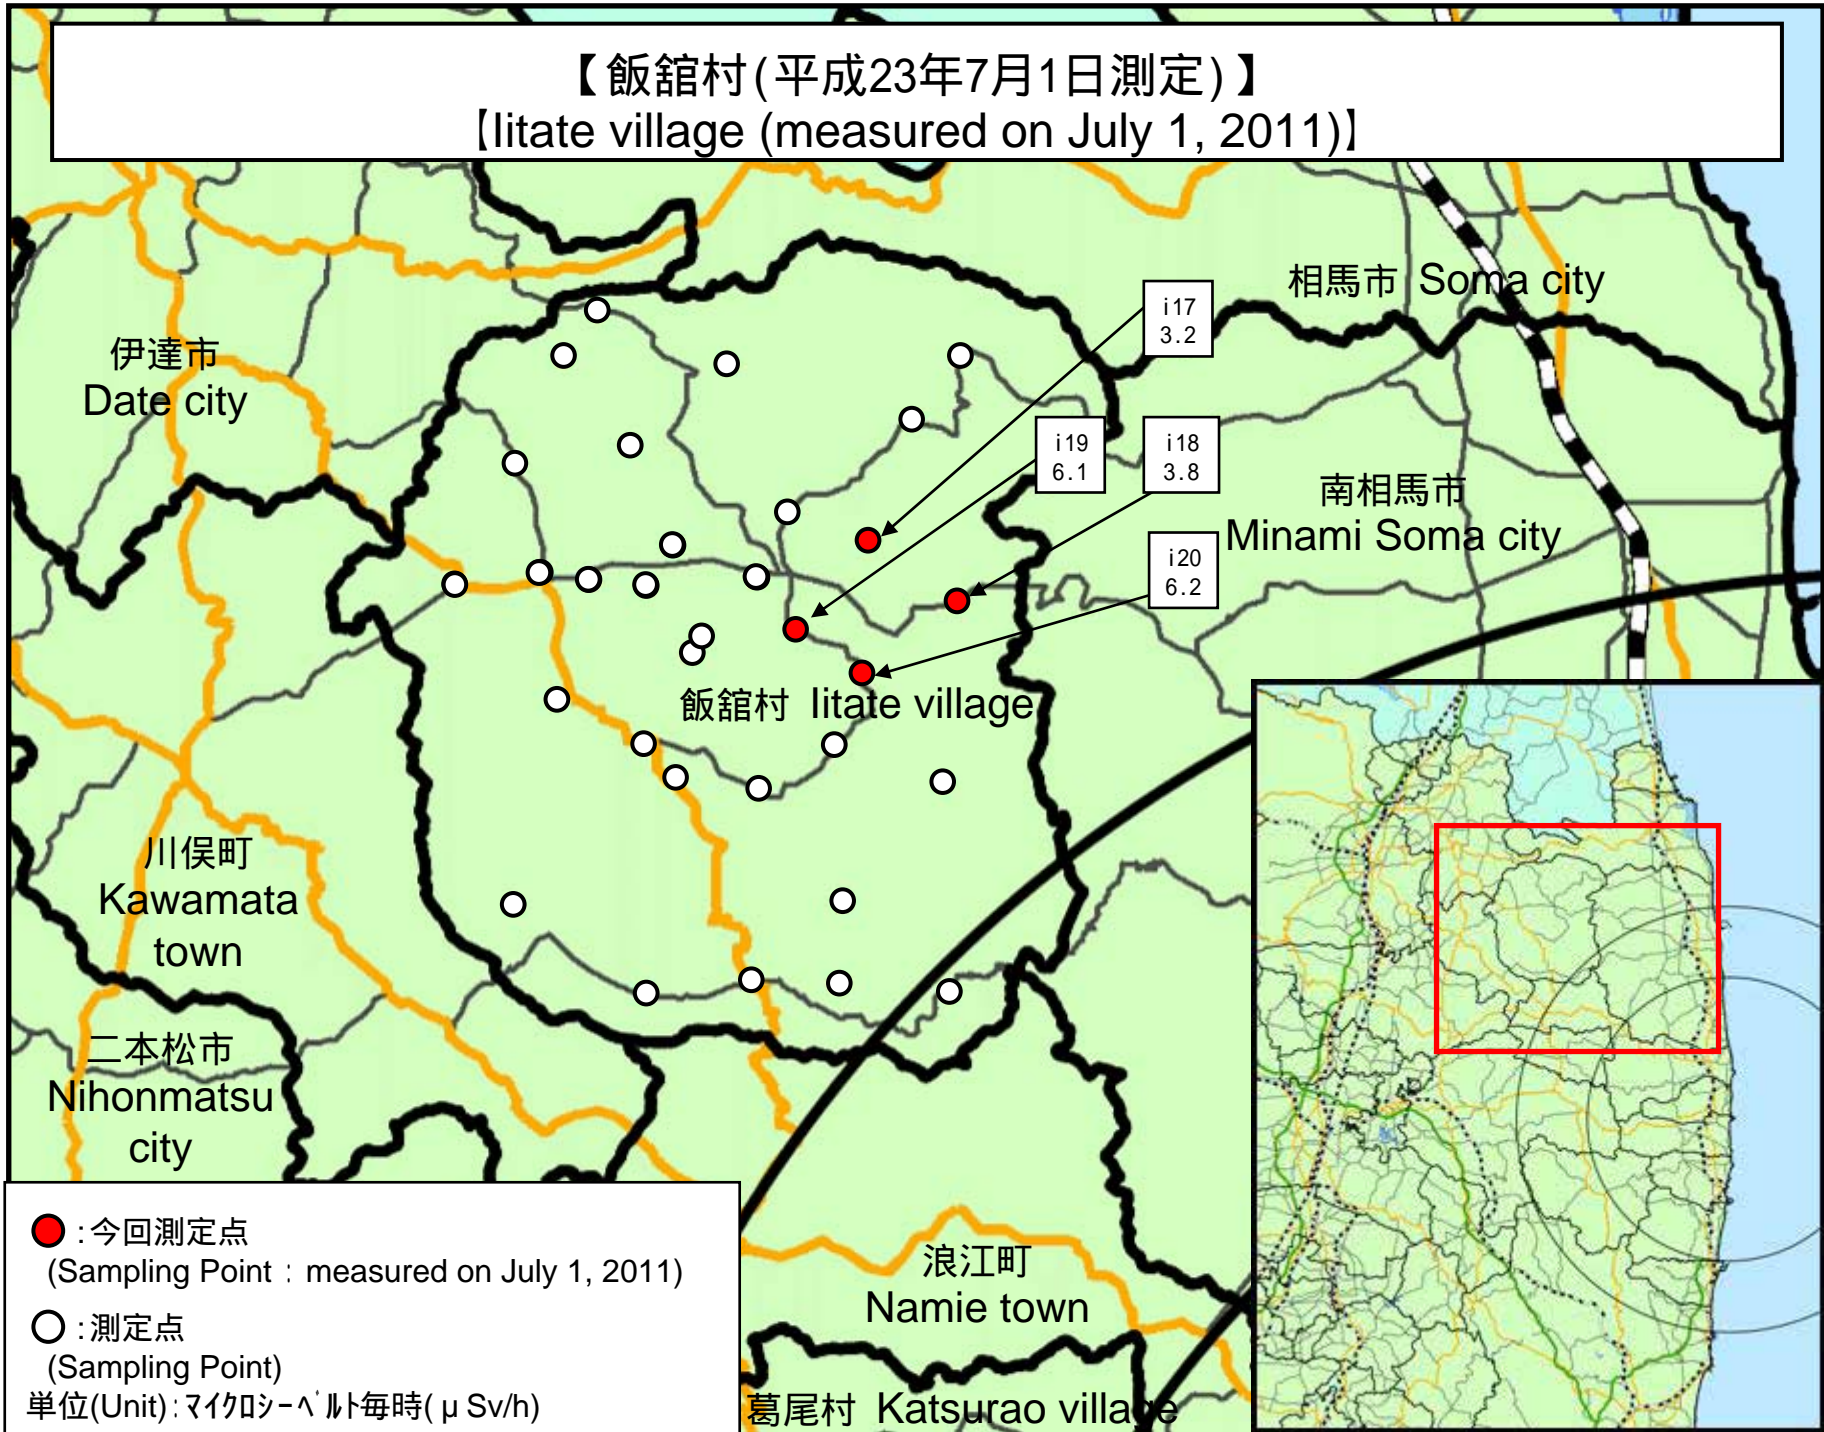 【飯舘村(平成23年7月1日測定)】
【Iitate village (measured on July 1, 2011)】
相馬市 Soma city
i17
3.2
伊達市
Date city
i19
6.1
i18
3.8
南相馬市
Minami Soma city
i20
6.2
飯舘村 Iitate village
川俣町
Kawamata
town
二本松市
Nihonmatsu
city
:今回測定点
(Sampling Point : measured on July 1, 2011)
:測定点
(Sampling Point)
単位(Unit):マイクロシーベルト毎時(μSv/h)
浪江町
Namie town
葛尾村 Katsurao village